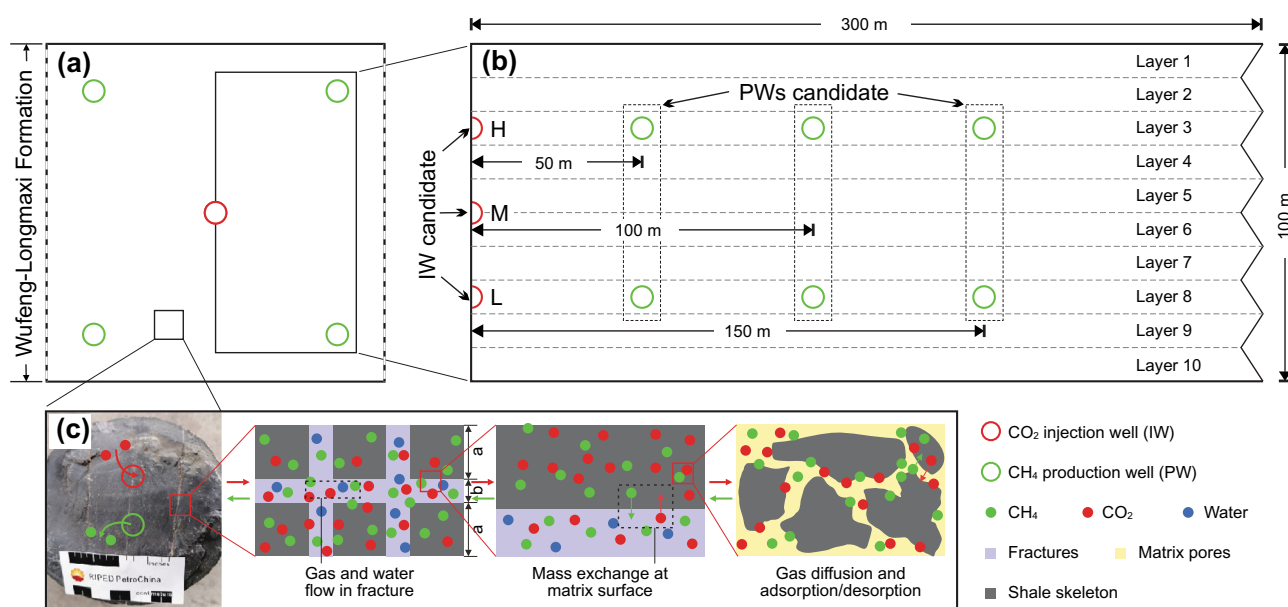 300 m
(a)
(b)
Wufeng-Longmaxi Formation
Layer 1
Layer 2
PWs candidate
Layer 3
H
50 m
Layer 4
IW candidate
Layer 5
M
100 m
Layer 6
100 m
Layer 7
L
Layer 8
150 m
Layer 9
Layer 10
(c)
a
b
a
RIPED PetroChina
Gas and water
flow in fracture
Mass exchange at
matrix surface
Gas diffusion and
adsorption/desorption
CO₂ injection well (IW)
CH₄ production well (PW)
CH₄
CO₂
Water
Fractures
Matrix pores
Shale skeleton